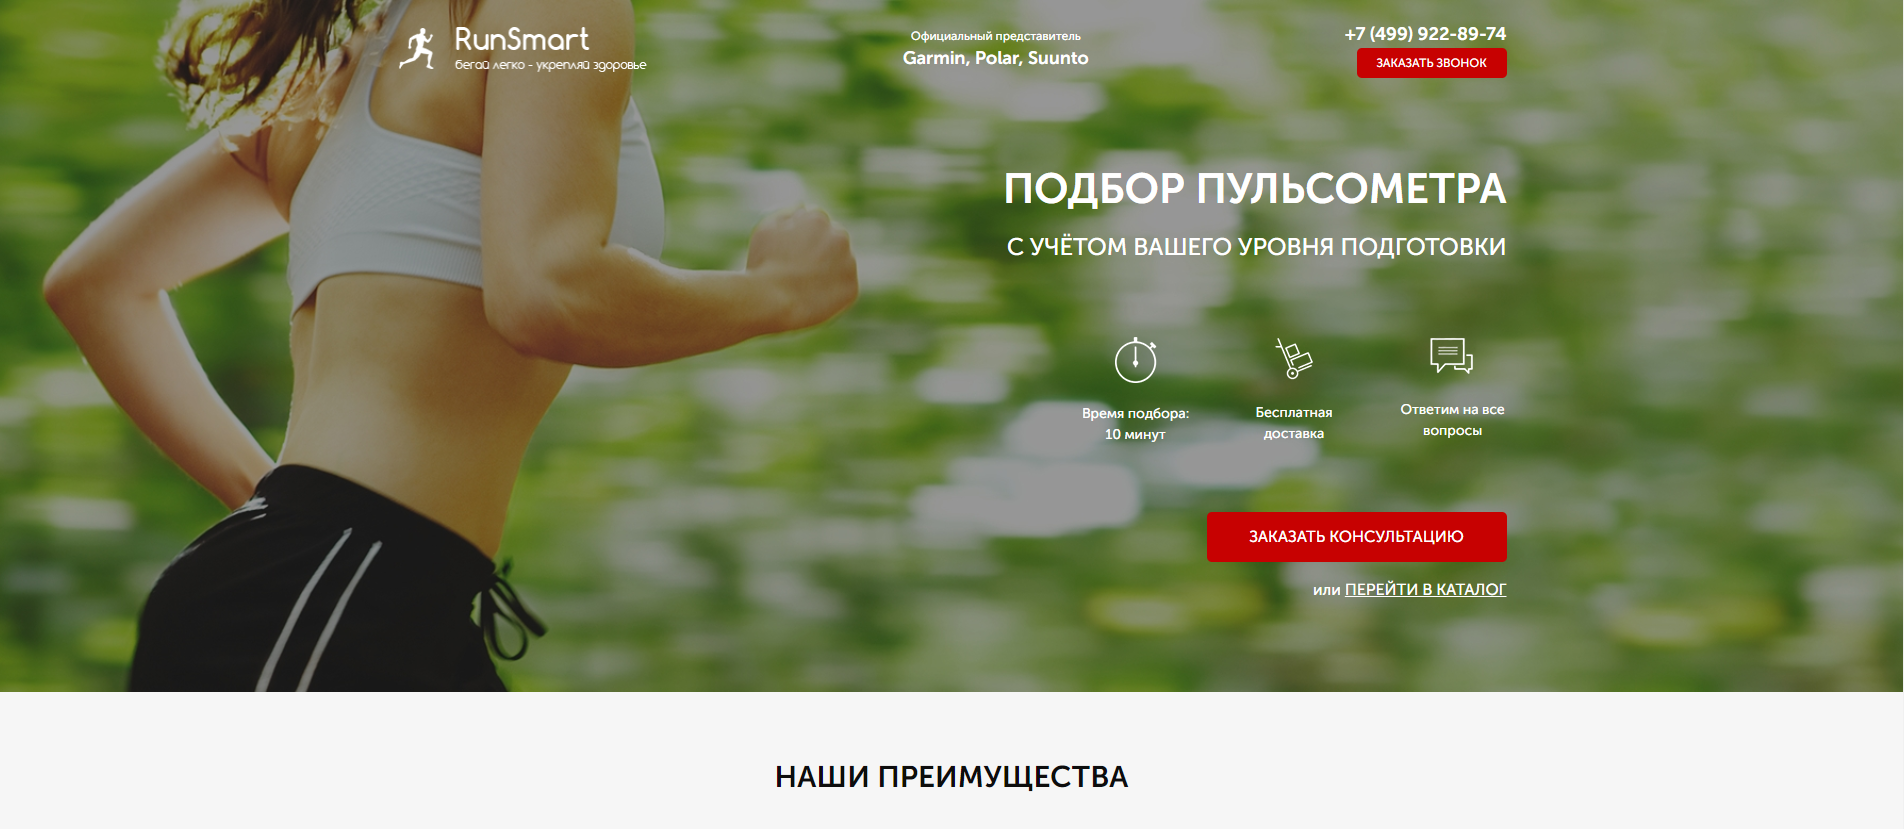 RunSmart
бегай легко - укрепляй здоровье
Официальный представитель
Garmin, Polar, Suunto
+7 (499) 922-89-74
ЗАКАЗАТЬ ЗВОНОК
ПОДБОР ПУЛЬСОМЕТРА
С УЧЁТОМ ВАШЕГО УРОВНЯ ПОДГОТОВКИ
Время подбора:
10 минут
Бесплатная
доставка
Ответим на все
вопросы
ЗАКАЗАТЬ КОНСУЛЬТАЦИЮ
или ПЕРЕЙТИ В КАТАЛОГ
НАШИ ПРЕИМУЩЕСТВА